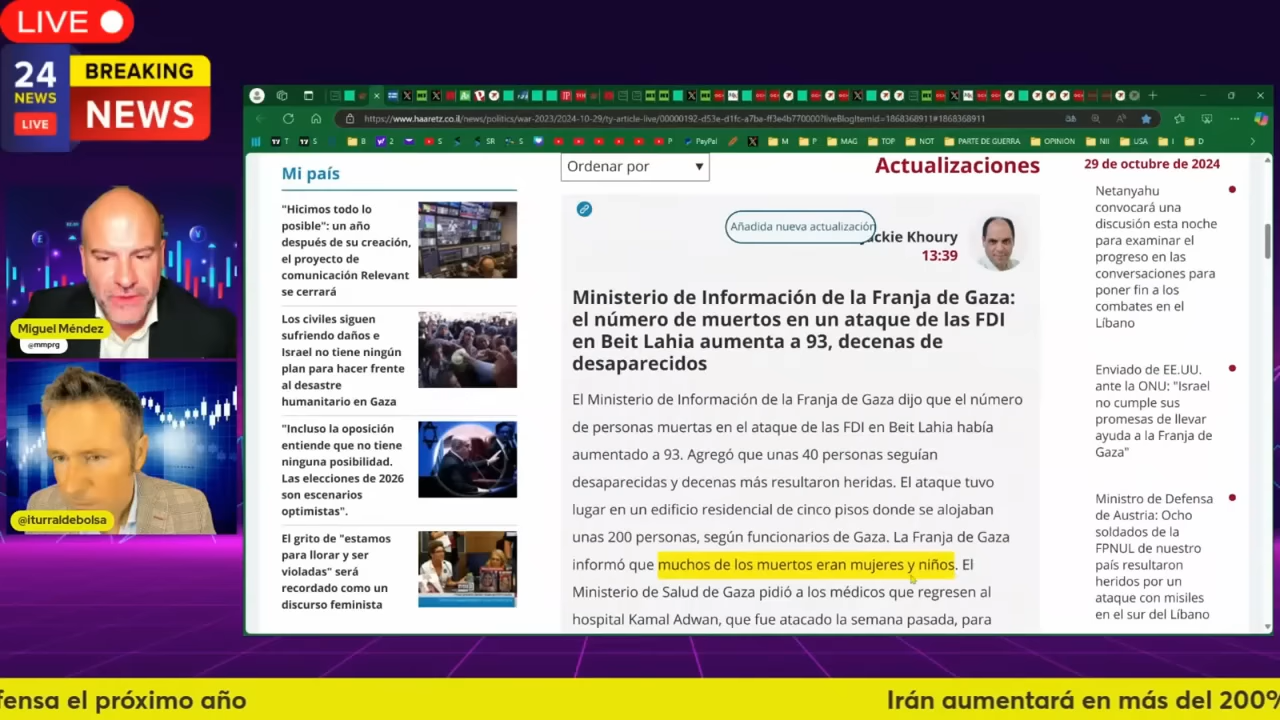 LIVE
24
NEWS
LIVE
BREAKING
NEWS
Miguel Méndez
@mmprg
@iturraldebolsa
https://www.haaretz.co.il/news/politics/war-2023/2024-10-29/ty-article-live/00000192-d53e-d1fc-a7ba-ff3e4b770000?liveBlogItemId=1868368911#1868368911
T
S
B
2
S
SR
S
PayPal
M
P
MAG
TOP
NOT
PARTE DE GUERRA
OPINION
NII
USA
I
D
Mi país
"Hicimos todo lo
posible": un año
después de su creación,
el proyecto de
comunicación Relevant
se cerrará
Los civiles siguen
sufriendo daños e
Israel no tiene ningún
plan para hacer frente
al desastre
humanitario en Gaza
"Incluso la oposición
entiende que no tiene
ninguna posibilidad.
Las elecciones de 2026
son escenarios
optimistas".
El grito de "estamos
para llorar y ser
violadas" será
recordado como un
discurso feminista
Ordenar por
Actualizaciones
Añadida nueva actualización
Khoury
13:39
Ministerio de Información de la Franja de Gaza:
el número de muertos en un ataque de las FDI
en Beit Lahia aumenta a 93, decenas de
desaparecidos
El Ministerio de Información de la Franja de Gaza dijo que el número
de personas muertas en el ataque de las FDI en Beit Lahia había
aumentado a 93. Agregó que unas 40 personas seguían
desaparecidas y decenas más resultaron heridas. El ataque tuvo
lugar en un edificio residencial de cinco pisos donde se alojaban
unas 200 personas, según funcionarios de Gaza. La Franja de Gaza
informó que muchos de los muertos eran mujeres y niños. El
Ministerio de Salud de Gaza pidió a los médicos que regresen al
hospital Kamal Adwan, que fue atacado la semana pasada, para
29 de octubre de 2024
Netanyahu
convocará una
discusión esta noche
para examinar el
progreso en las
conversaciones para
poner fin a los
combates en el
Líbano
Enviado de EE.UU.
ante la ONU: "Israel
no cumple sus
promesas de llevar
ayuda a la Franja de
Gaza"
Ministro de Defensa
de Austria: Ocho
soldados de la
FPNUL de nuestro
país resultaron
heridos por un
ataque con misiles
en el sur del Líbano
fensa el próximo año
Irán aumentará en más del 200%